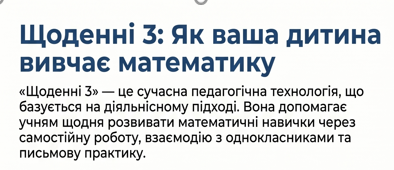 Щоденні 3: Як ваша дитина
вивчає математику
«Щоденні 3» — це сучасна педагогічна технологія, що
базується на діяльнісному підході. Вона допомагає
учням щодня розвивати математичні навички через
самостійну роботу, взаємодію з однокласниками та
письмову практику.